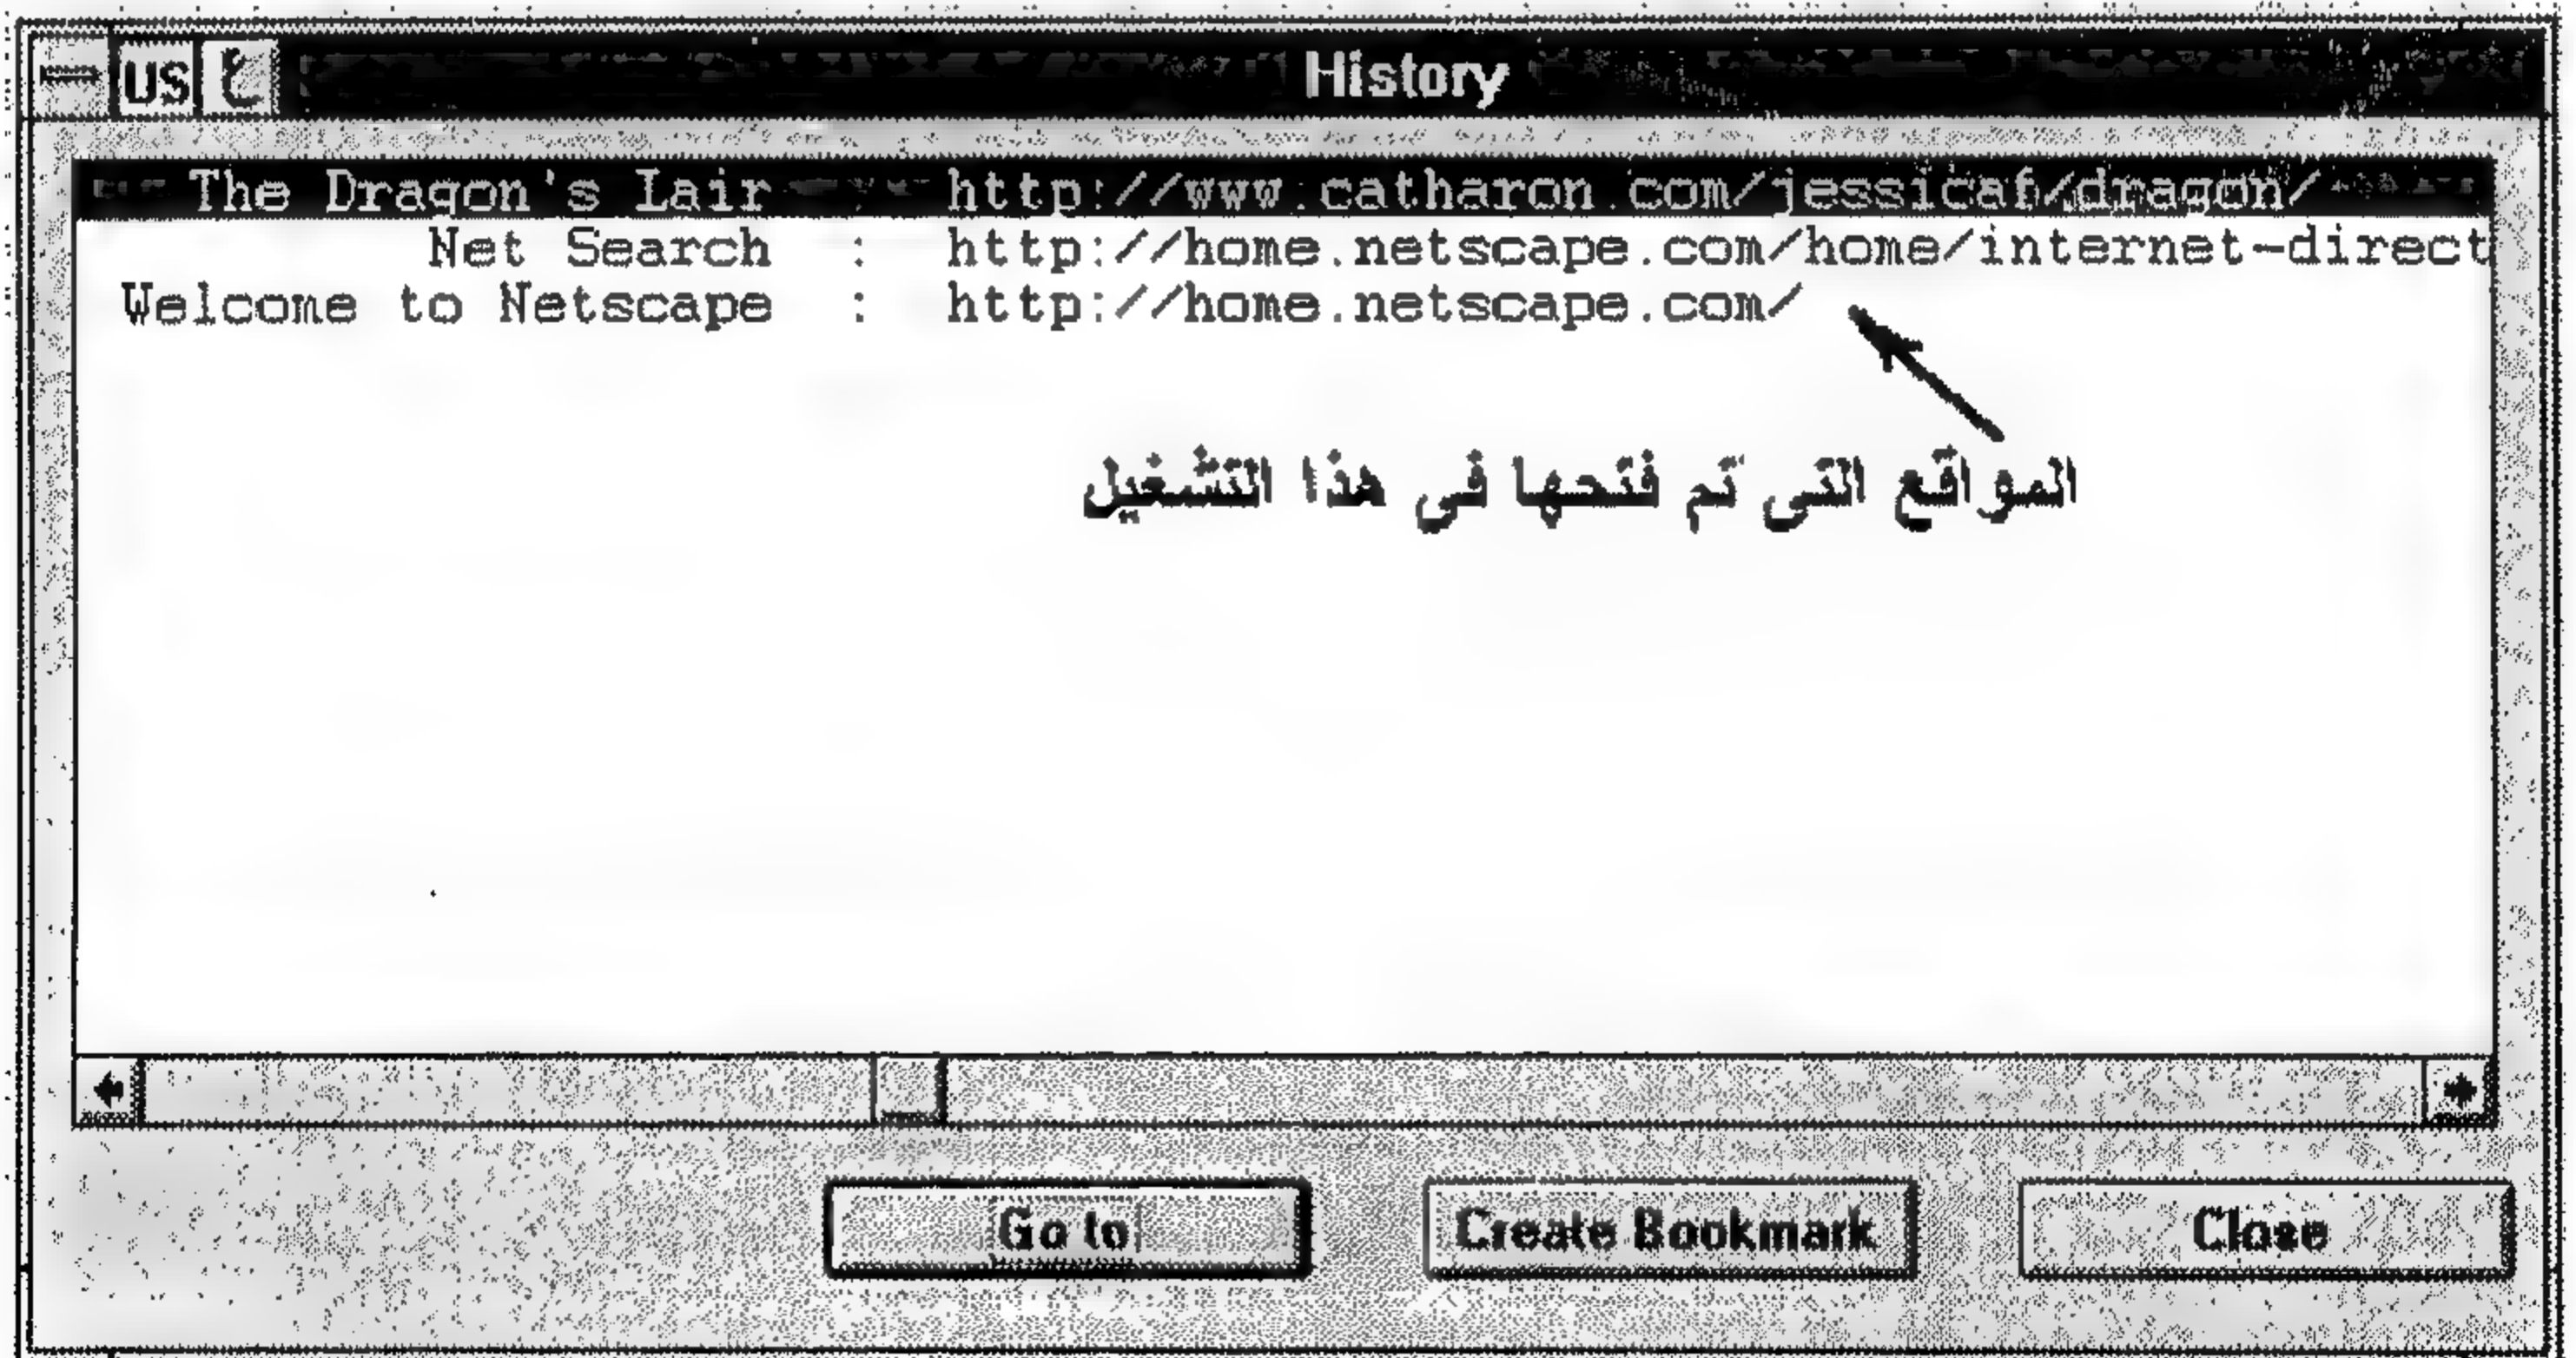 US ع History
The Dragon's Lair : http://www.catharon.com/jessicaf/dragon/
Net Search : http://home.netscape.com/home/internet-direct
Welcome to Netscape : http://home.netscape.com/
المواقع التى تم فتحها فى هذا التشغيل
Go to Create Bookmark Close